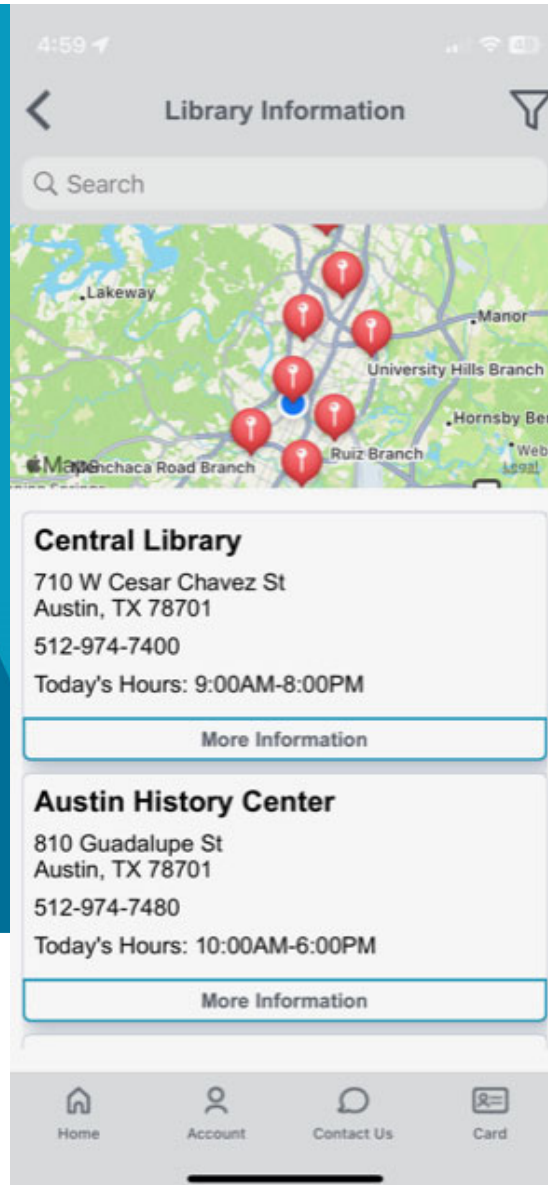 4:59
Library Information
Search
Lakeway
Manor
University Hills Branch
Hornsby Be
Ruiz Branch
Web
Maps
Menchaca Road Branch
Legal
Central Library
710 W Cesar Chavez St
Austin, TX 78701
512-974-7400
Today's Hours: 9:00AM-8:00PM
More Information
Austin History Center
810 Guadalupe St
Austin, TX 78701
512-974-7480
Today's Hours: 10:00AM-6:00PM
More Information
Home
Account
Contact Us
Card